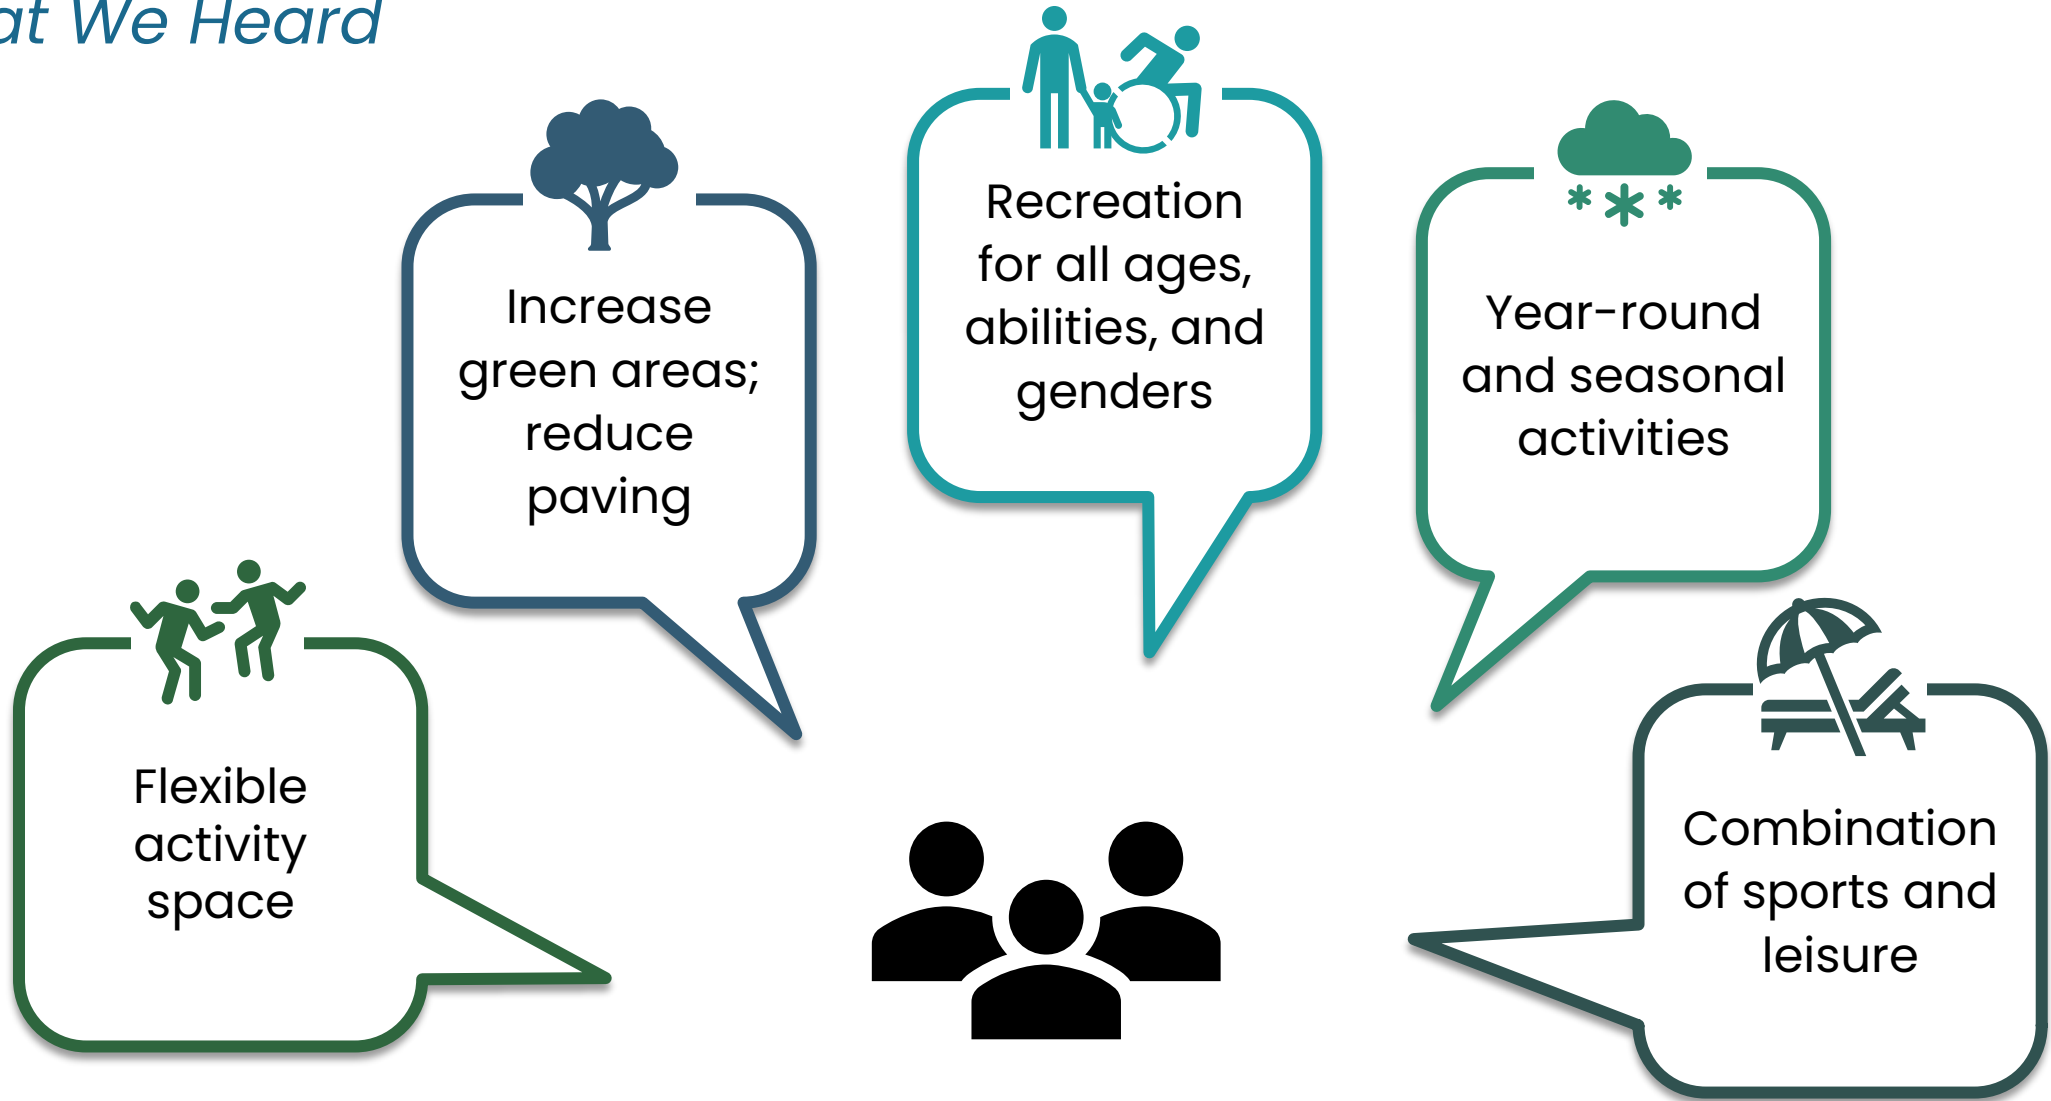 at We Heard
Flexible
activity
space
Increase
green areas;
reduce
paving
Recreation
for all ages,
abilities, and
genders
Year-round
and seasonal
activities
Combination
of sports and
leisure